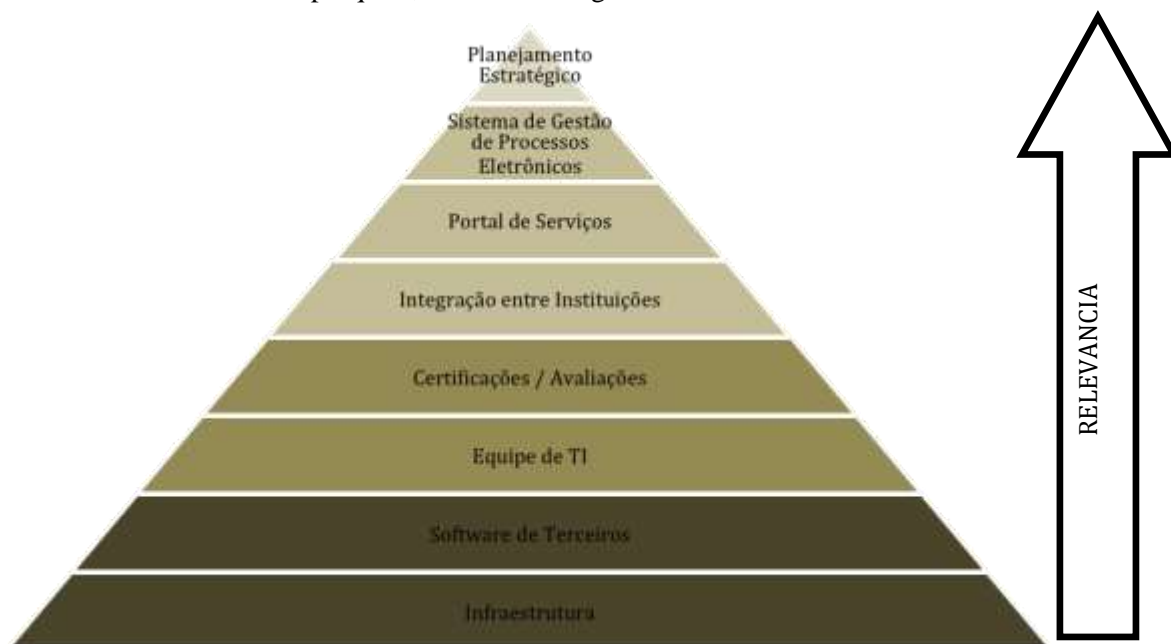 Planejamento
Estratégico
Sistema de Gestão
de Processos
Eletrônicos
Portal de Serviços
Integração entre Instituições
Certificações / Avaliações
Equipe de TI
Software de Terceiros
Infraestrutura
RELEVANCIA